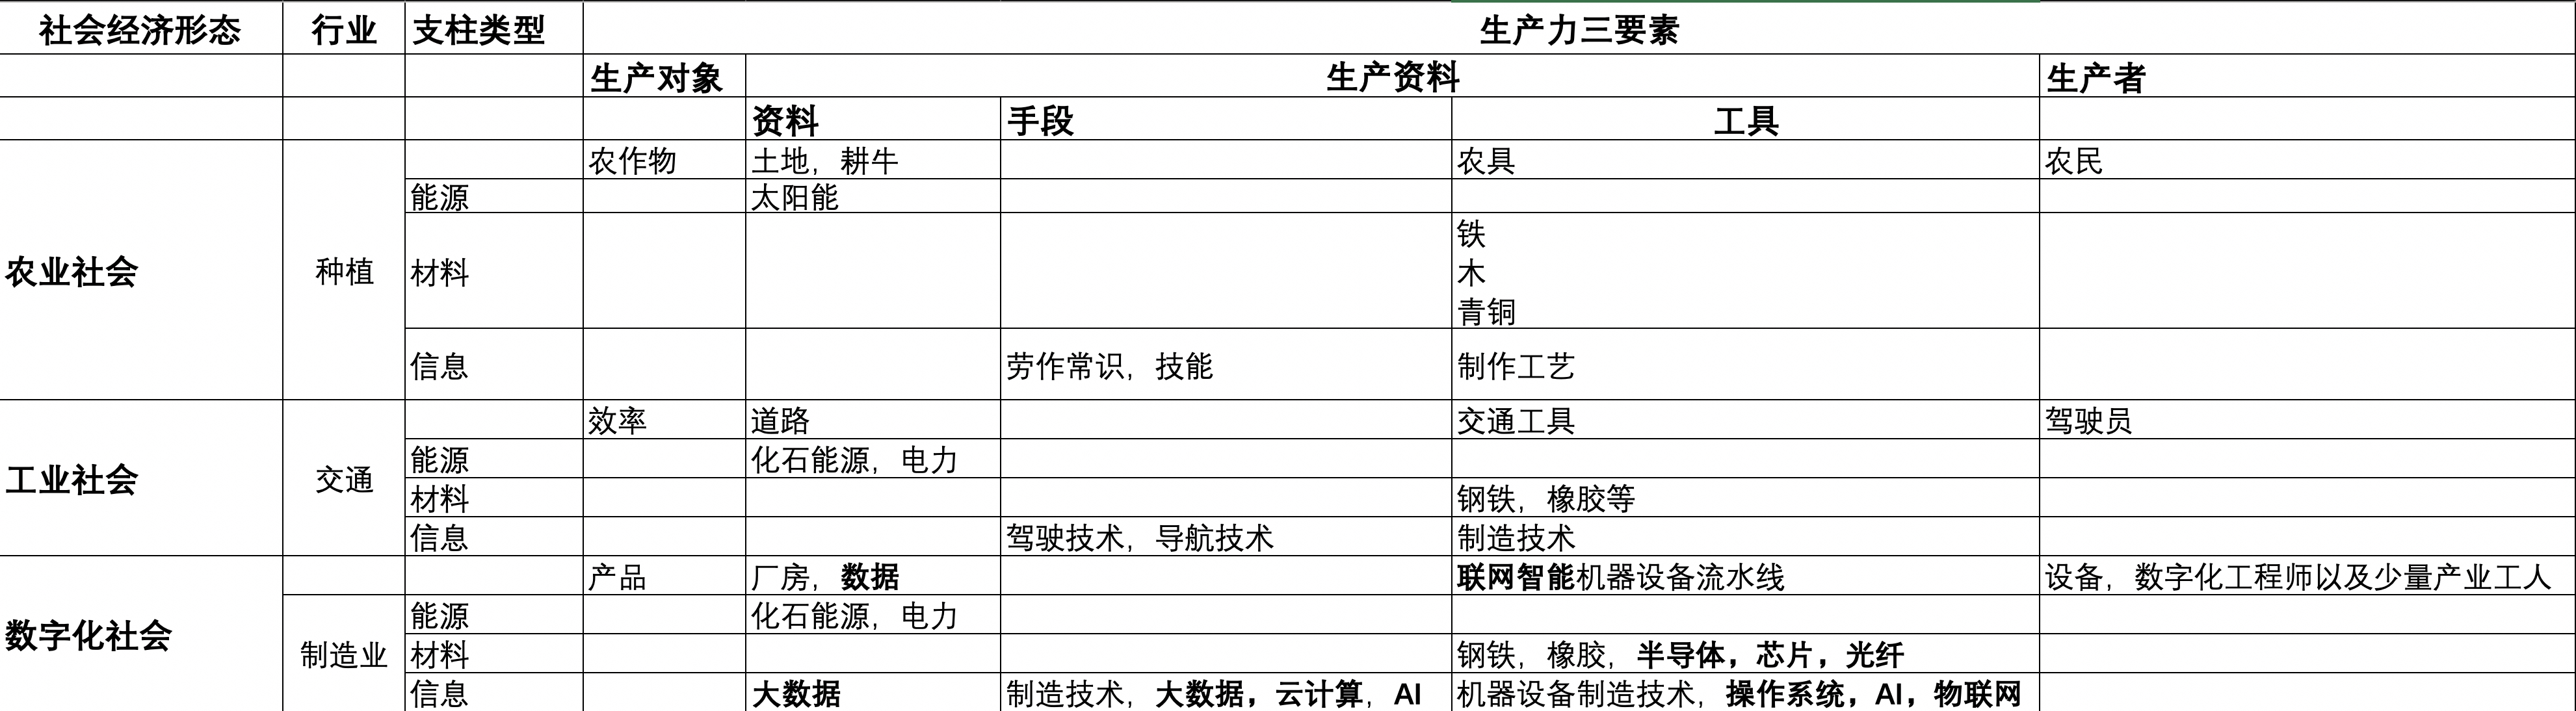 社会经济形态 行业 支柱类型 生产力三要素
生产对象 生产资料 生产者
资料 手段 工具
农作物 土地，耕牛 农具 农民
能源 太阳能
铁
农业社会 种植 材料 木
青铜
信息 劳作常识，技能 制作工艺
效率 道路 交通工具 驾驶员
能源 化石能源，电力
工业社会 交通
材料 钢铁，橡胶等
信息 驾驶技术，导航技术 制造技术
产品 厂房，数据 联网智能机器设备流水线 设备，数字化工程师以及少量产业工人
能源 化石能源，电力
数字化社会
制造业 材料 钢铁，橡胶，半导体，芯片，光纤
信息 大数据 制造技术，大数据，云计算，AI 机器设备制造技术，操作系统，AI，物联网